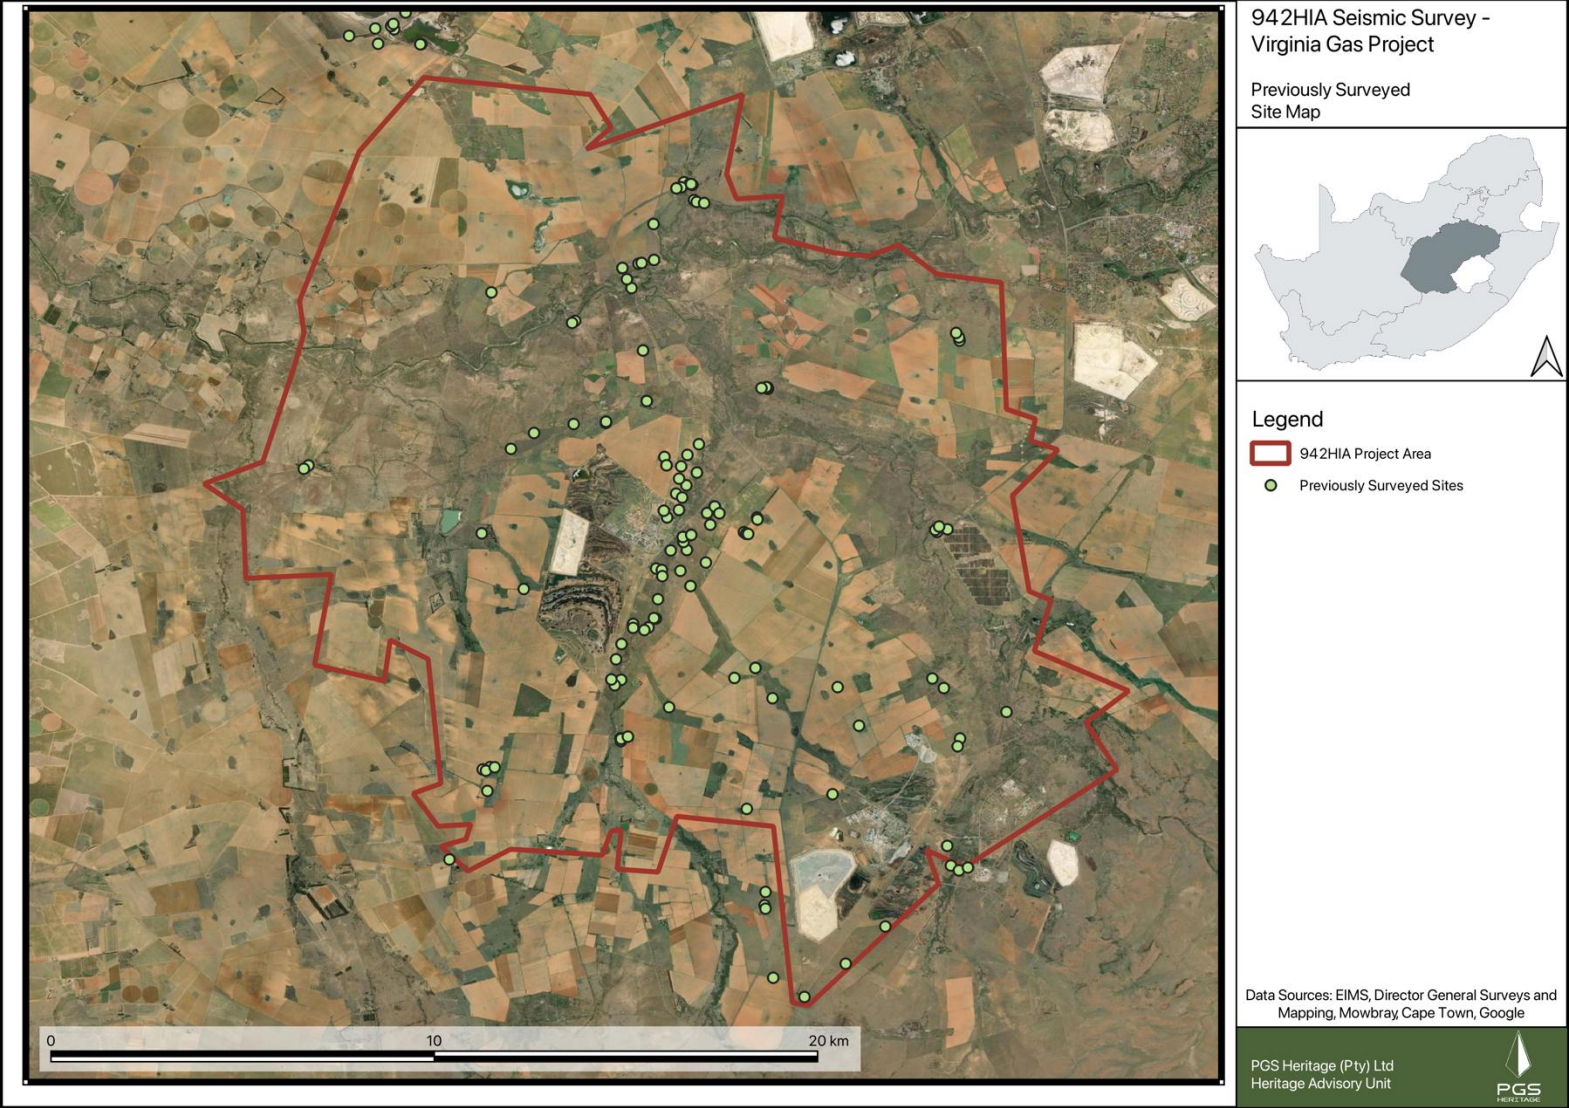 942HIA Seismic Survey -
Virginia Gas Project
Previously Surveyed
Site Map
Legend
942HIA Project Area
Previously Surveyed Sites
Data Sources: EIMS, Director General Surveys and
Mapping, Mowbray, Cape Town, Google
0 10 20 km
PGS Heritage (Pty) Ltd
Heritage Advisory Unit
PGS
HERITAGE